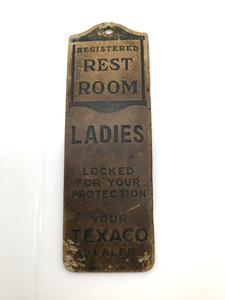 REGISTERED
REST
ROOM
LADIES
LOCKED
FOR YOUR
PROTECTION
YOUR
TEXACO
DEALER